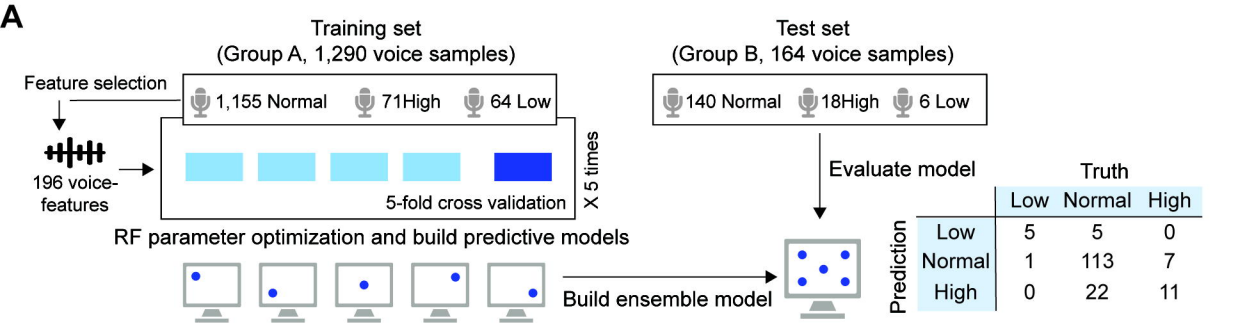 A
Training set
(Group A, 1,290 voice samples)
Test set
(Group B, 164 voice samples)
Feature selection
1,155 Normal 71High 64 Low
140 Normal 18High 6 Low
196 voice-
features
5-fold cross validation
X 5 times
Evaluate model
RF parameter optimization and build predictive models
Build ensemble model
Truth
Low Normal High
Prediction
Low 5 5 0
Normal 1 113 7
High 0 22 11